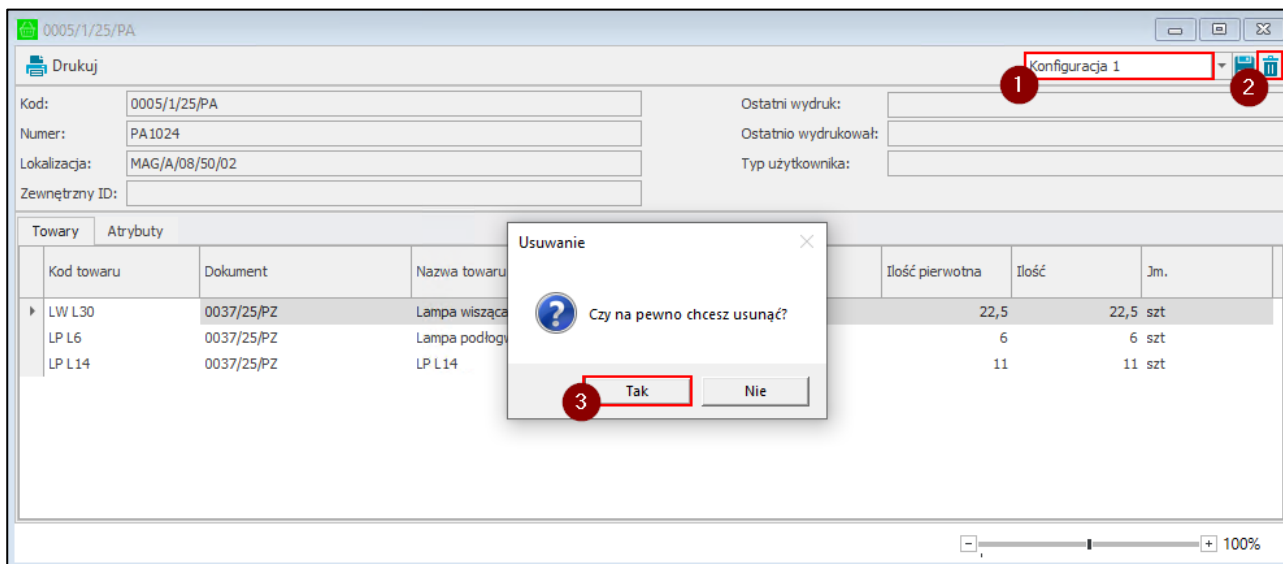 0005/1/25/PA
Drukuj
Konfiguracja 1
1
2
Kod: 0005/1/25/PA Ostatni wydruk:
Numer: PA1024 Ostatnio wydrukował:
Lokalizacja: MAG/A/08/50/02 Typ użytkownika:
Zewnętrzny ID:
Towary Atrybuty
Kod towaru Dokument Nazwa towaru Ilość pierwotna Ilość Jm.
LW L30 0037/25/PZ Lampa wisząca 22,5 22,5 szt
LP L6 0037/25/PZ 6 6 szt
LP L14 0037/25/PZ LP L14 11 11 szt
Usuwanie
Czy na pewno chcesz usunąć?
3
Tak Nie
100%